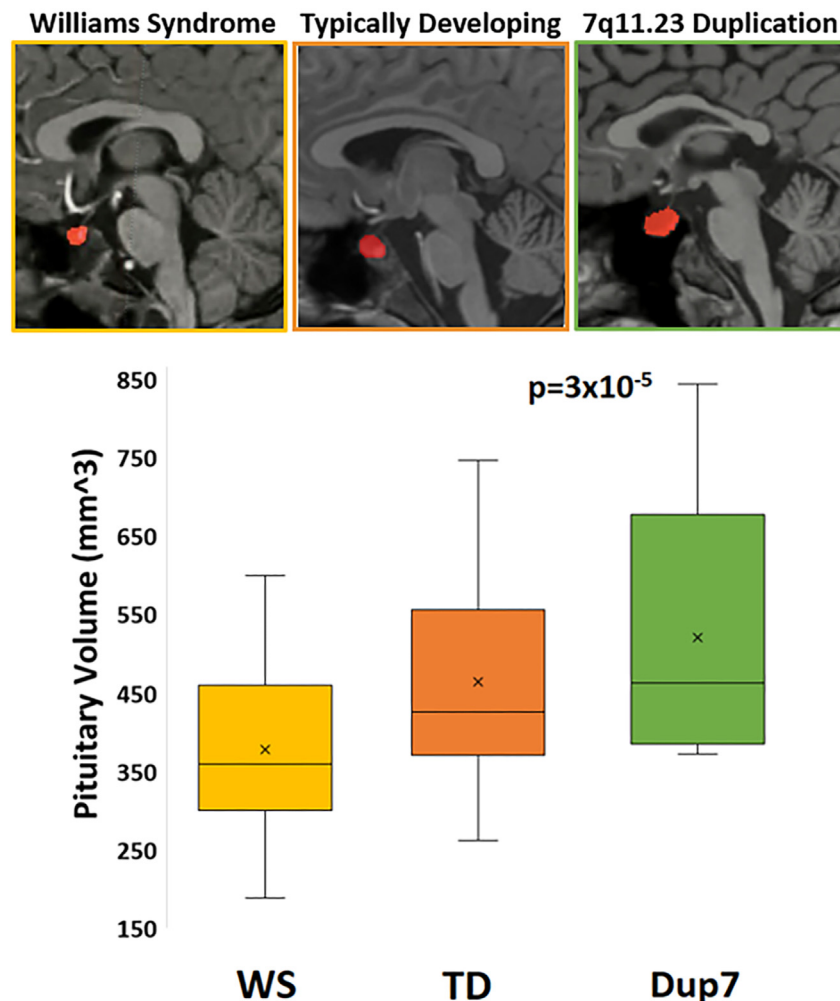 Williams Syndrome Typically Developing 7q11.23 Duplication
p=3x10-5
850
750
650
550
450
350
250
150
Pituitary Volume (mm^3)
WS TD Dup7